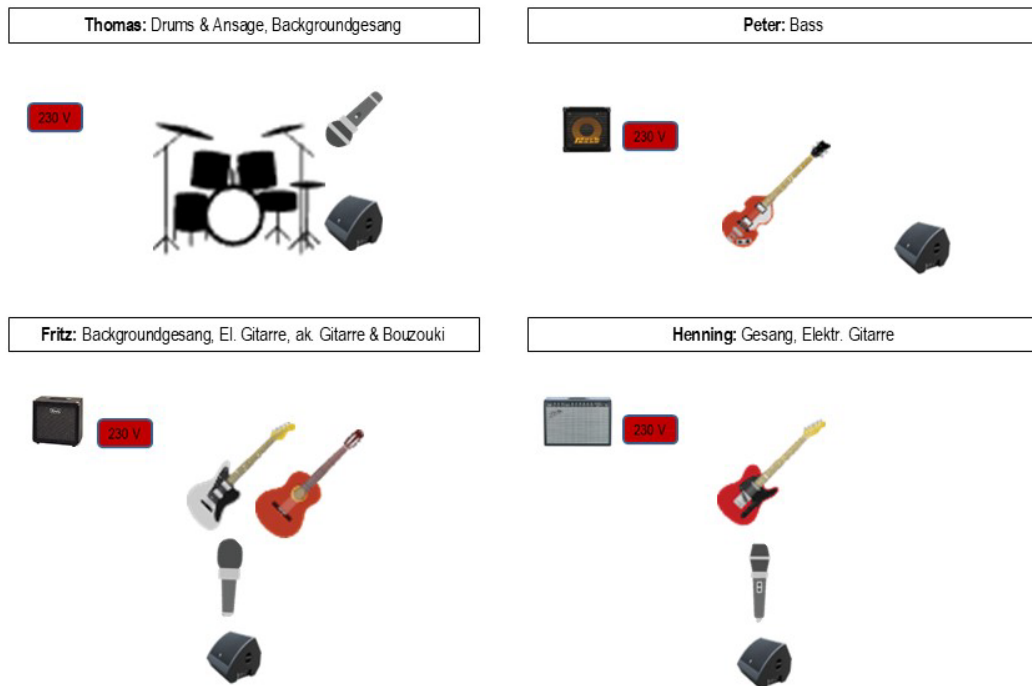 Thomas: Drums & Ansage, Backgroundgesang
Peter: Bass
230 V
230 V
Fritz: Backgroundgesang, El. Gitarre, ak. Gitarre & Bouzouki
Henning: Gesang, Elektr. Gitarre
230 V
230 V